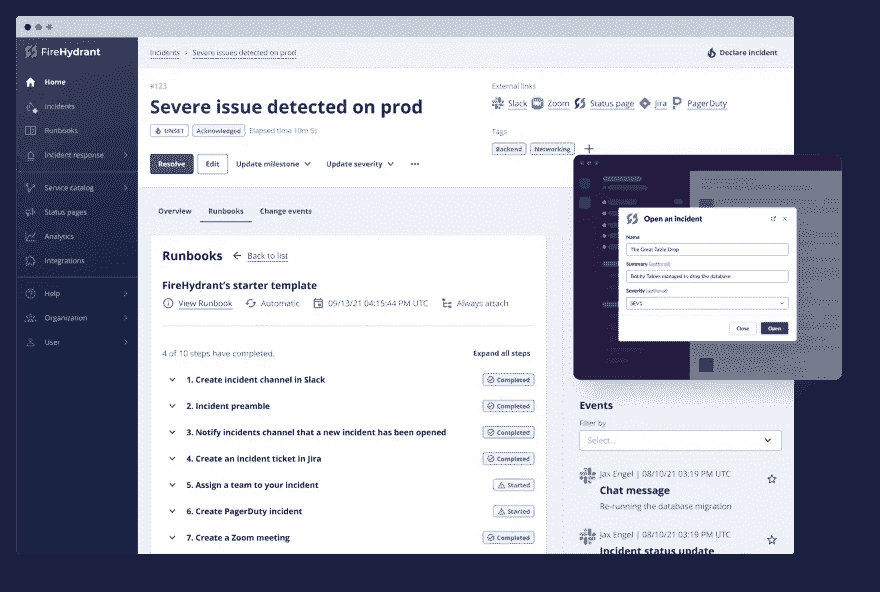 FireHydrant
Home
Incidents
Runbooks
Incident response
Service catalog
Status pages
Analytics
Integrations
Help
Organization
User
Incidents › Severe issues detected on prod
Declare incident
#123
Severe issue detected on prod
UNSET Acknowledged Elapsed time 10m 5s
Resolve Edit Update milestone Update severity
External links
Slack Zoom Status page Jira PagerDuty
Tags
Backend Networking
Overview Runbooks Change events
Runbooks Back to list
FireHydrant's starter template
View Runbook Automatic 09/13/21 04:15:44 PM UTC Always attach
4 of 10 steps have completed. Expand all steps
1. Create incident channel in Slack Completed
2. Incident preamble Completed
3. Notify incidents channel that a new incident has been opened Completed
4. Create an incident ticket in Jira Completed
5. Assign a team to your incident Started
6. Create PagerDuty incident Started
7. Create a Zoom meeting Completed
Open an incident
Name
The Great Table Drop
Summary (optional)
Bobby Tables managed to drop the database
Severity (optional)
SEV1
Close Open
Events
Filter by
Select...
Jax Engel | 08/10/21 03:19 PM UTC
Chat message
Re-running the database migration
Jax Engel | 08/10/21 03:19 PM UTC
Incident status update